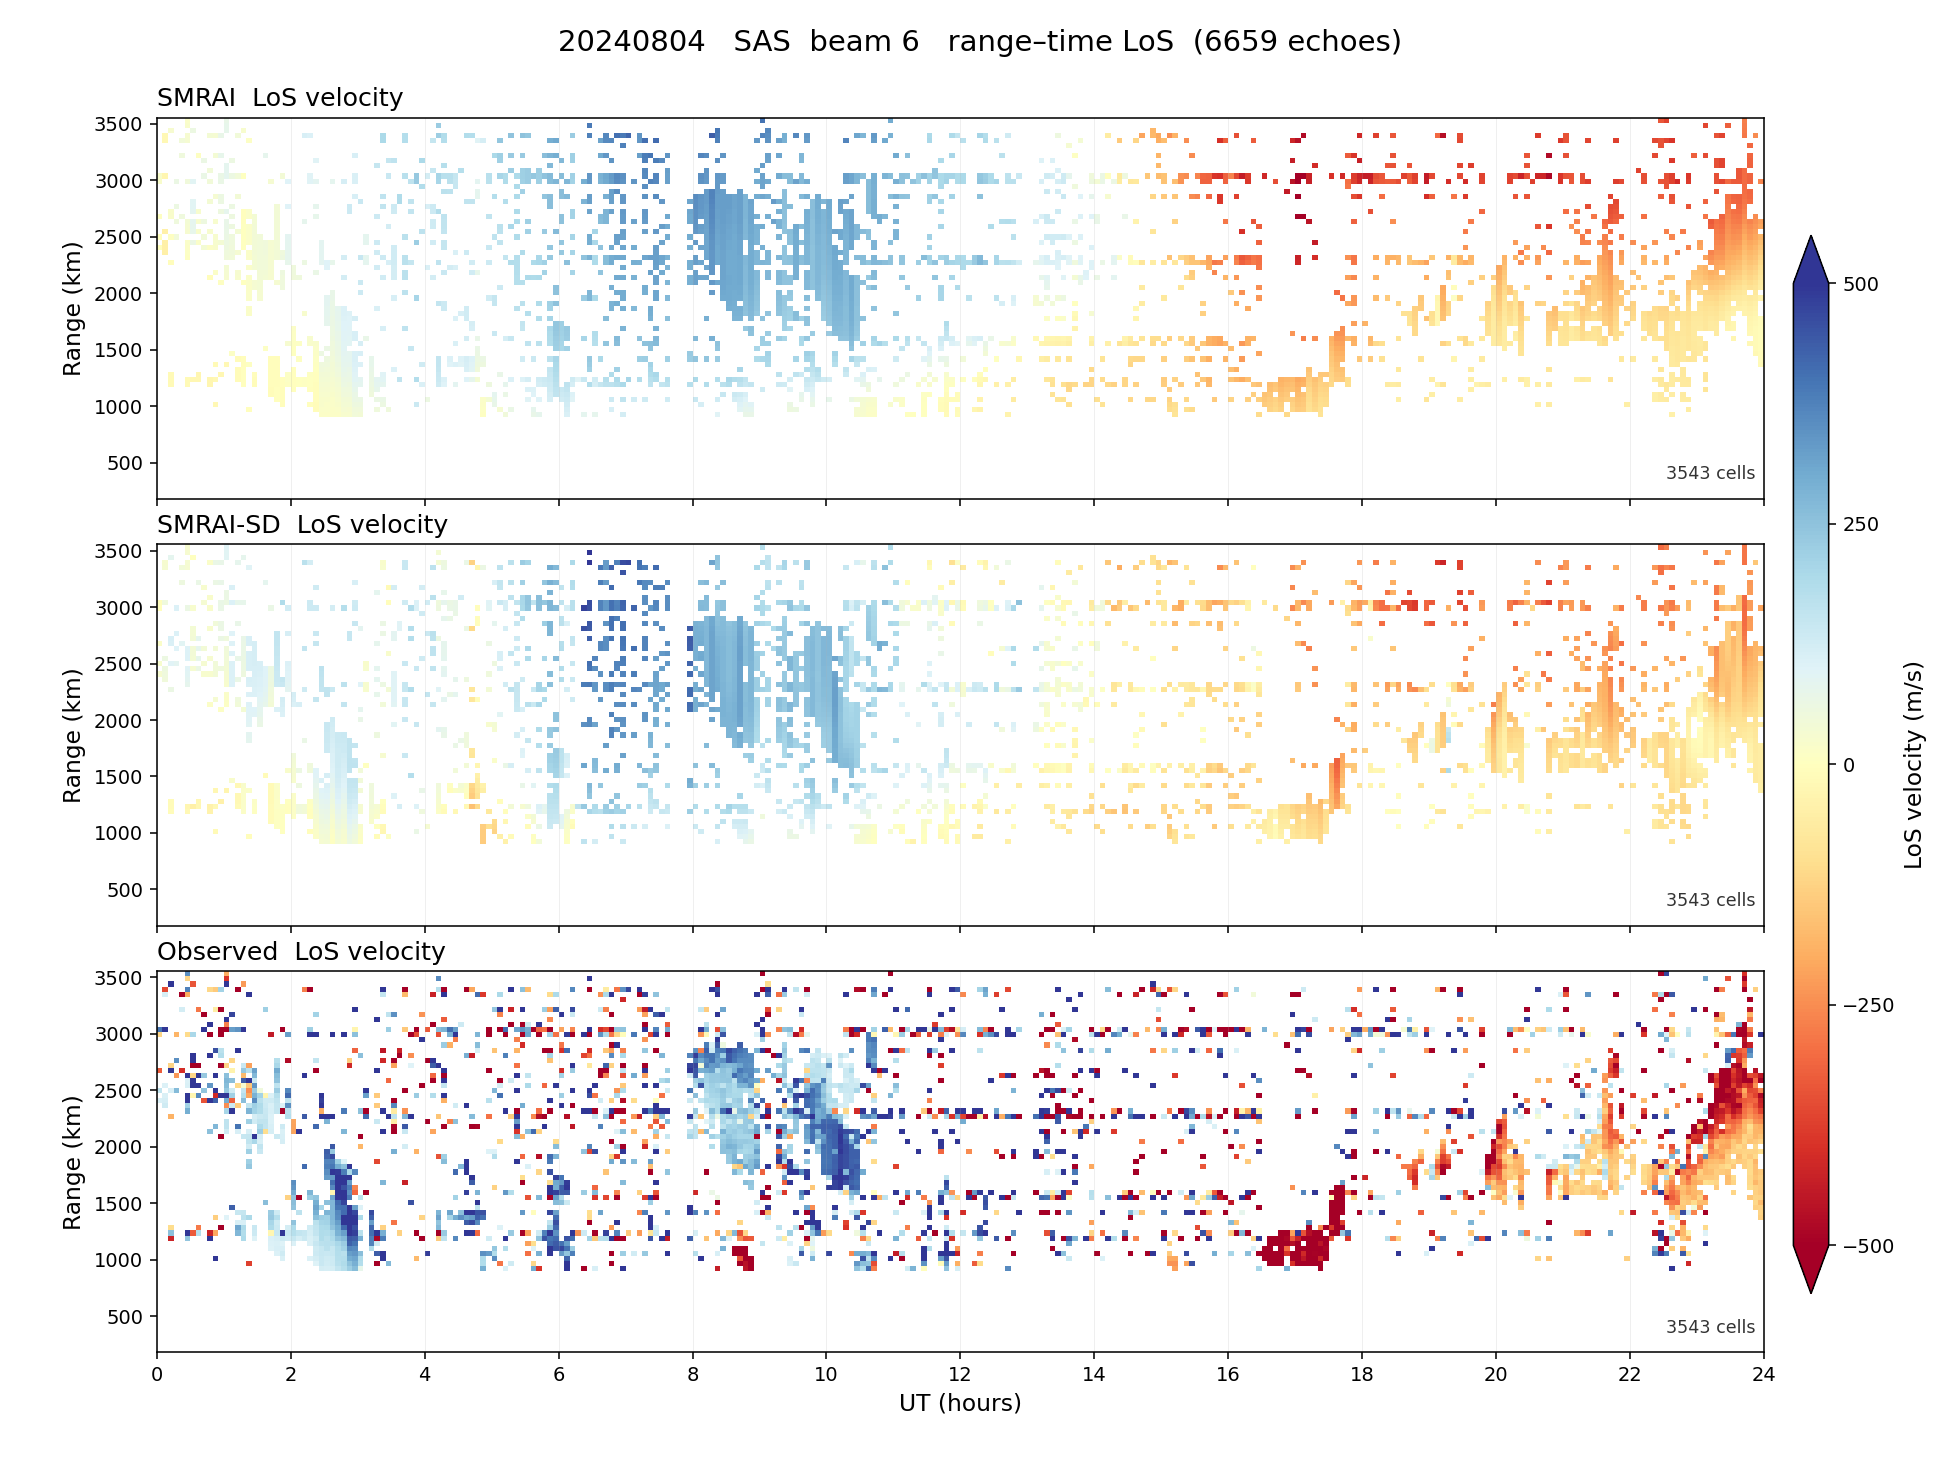 20240804 SAS beam 6 range–time LoS (6659 echoes)
SMRAI LoS velocity
3500
3000
2500
2000
1500
1000
500
Range (km)
3543 cells
SMRAI-SD LoS velocity
3500
3000
2500
2000
1500
1000
500
Range (km)
3543 cells
Observed LoS velocity
3500
3000
2500
2000
1500
1000
500
Range (km)
3543 cells
0 2 4 6 8 10 12 14 16 18 20 22 24
UT (hours)
500
250
0
−250
−500
LoS velocity (m/s)